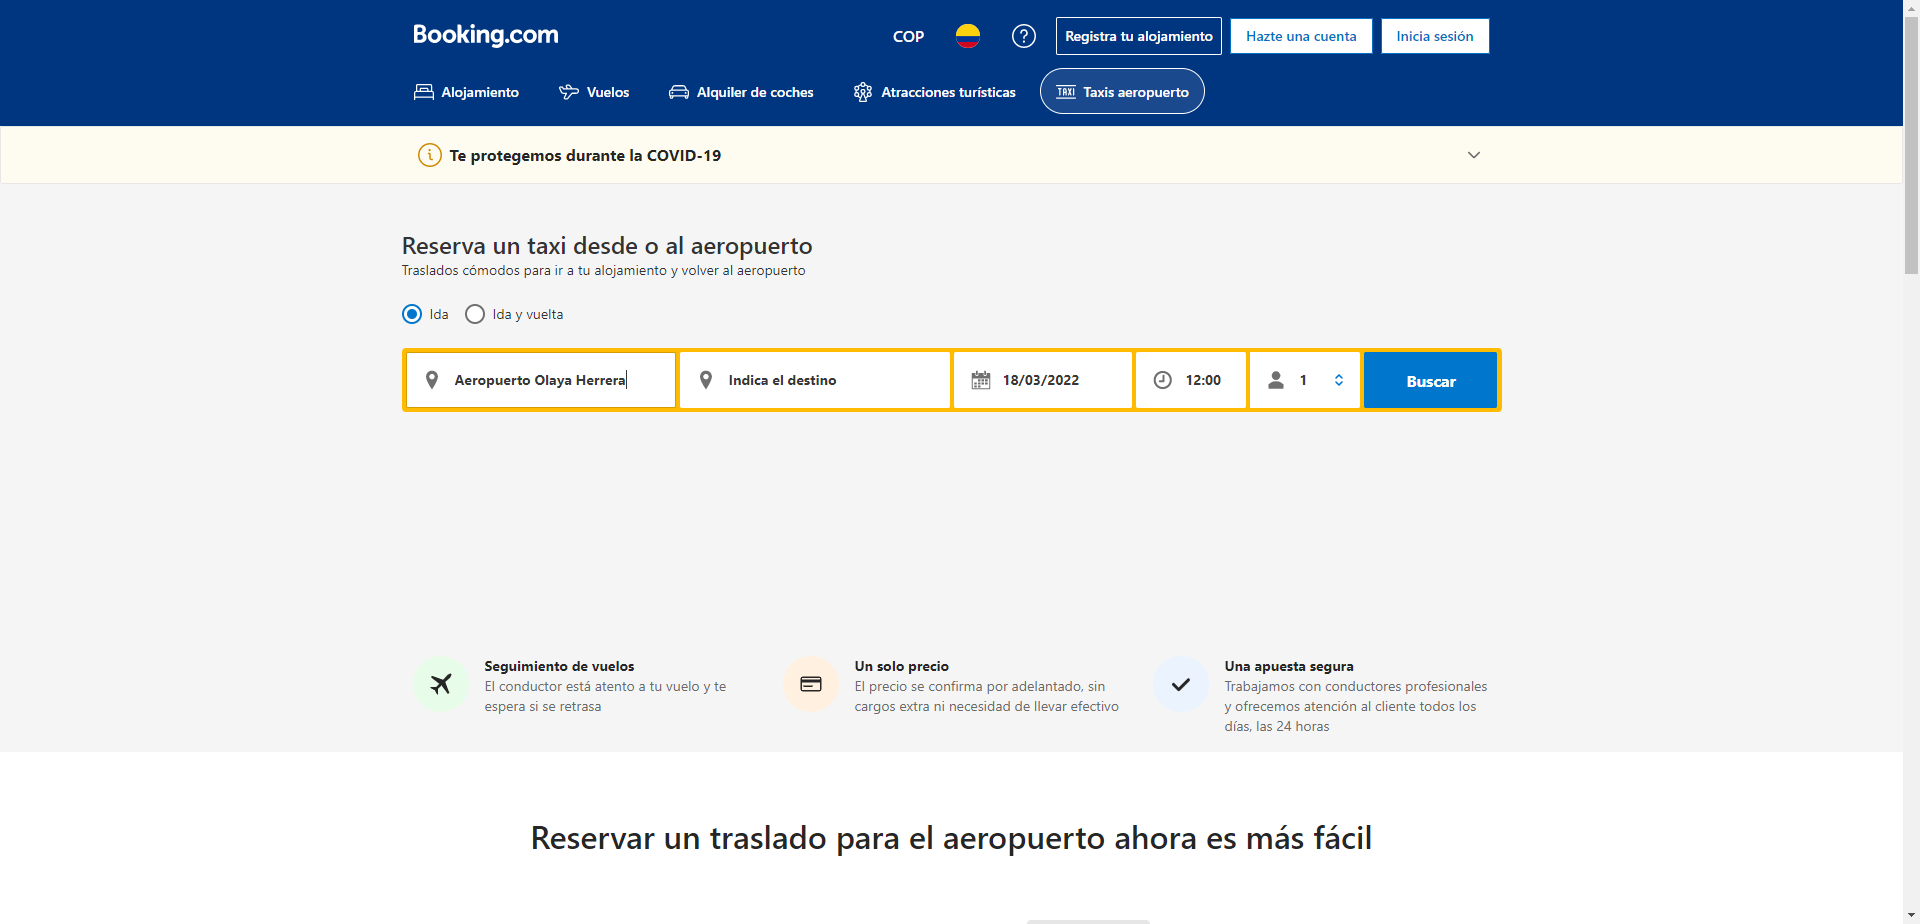 Booking.com
COP
Registra tu alojamiento
Hazte una cuenta
Inicia sesión
Alojamiento
Vuelos
Alquiler de coches
Atracciones turísticas
TAXI
Taxis aeropuerto
Te protegemos durante la COVID-19
Reserva un taxi desde o al aeropuerto
Traslados cómodos para ir a tu alojamiento y volver al aeropuerto
Ida
Ida y vuelta
Aeropuerto Olaya Herrera
Indica el destino
18/03/2022
12:00
1
Buscar
Seguimiento de vuelos
El conductor está atento a tu vuelo y te
espera si se retrasa
Un solo precio
El precio se confirma por adelantado, sin
cargos extra ni necesidad de llevar efectivo
Una apuesta segura
Trabajamos con conductores profesionales
y ofrecemos atención al cliente todos los
días, las 24 horas
Reservar un traslado para el aeropuerto ahora es más fácil